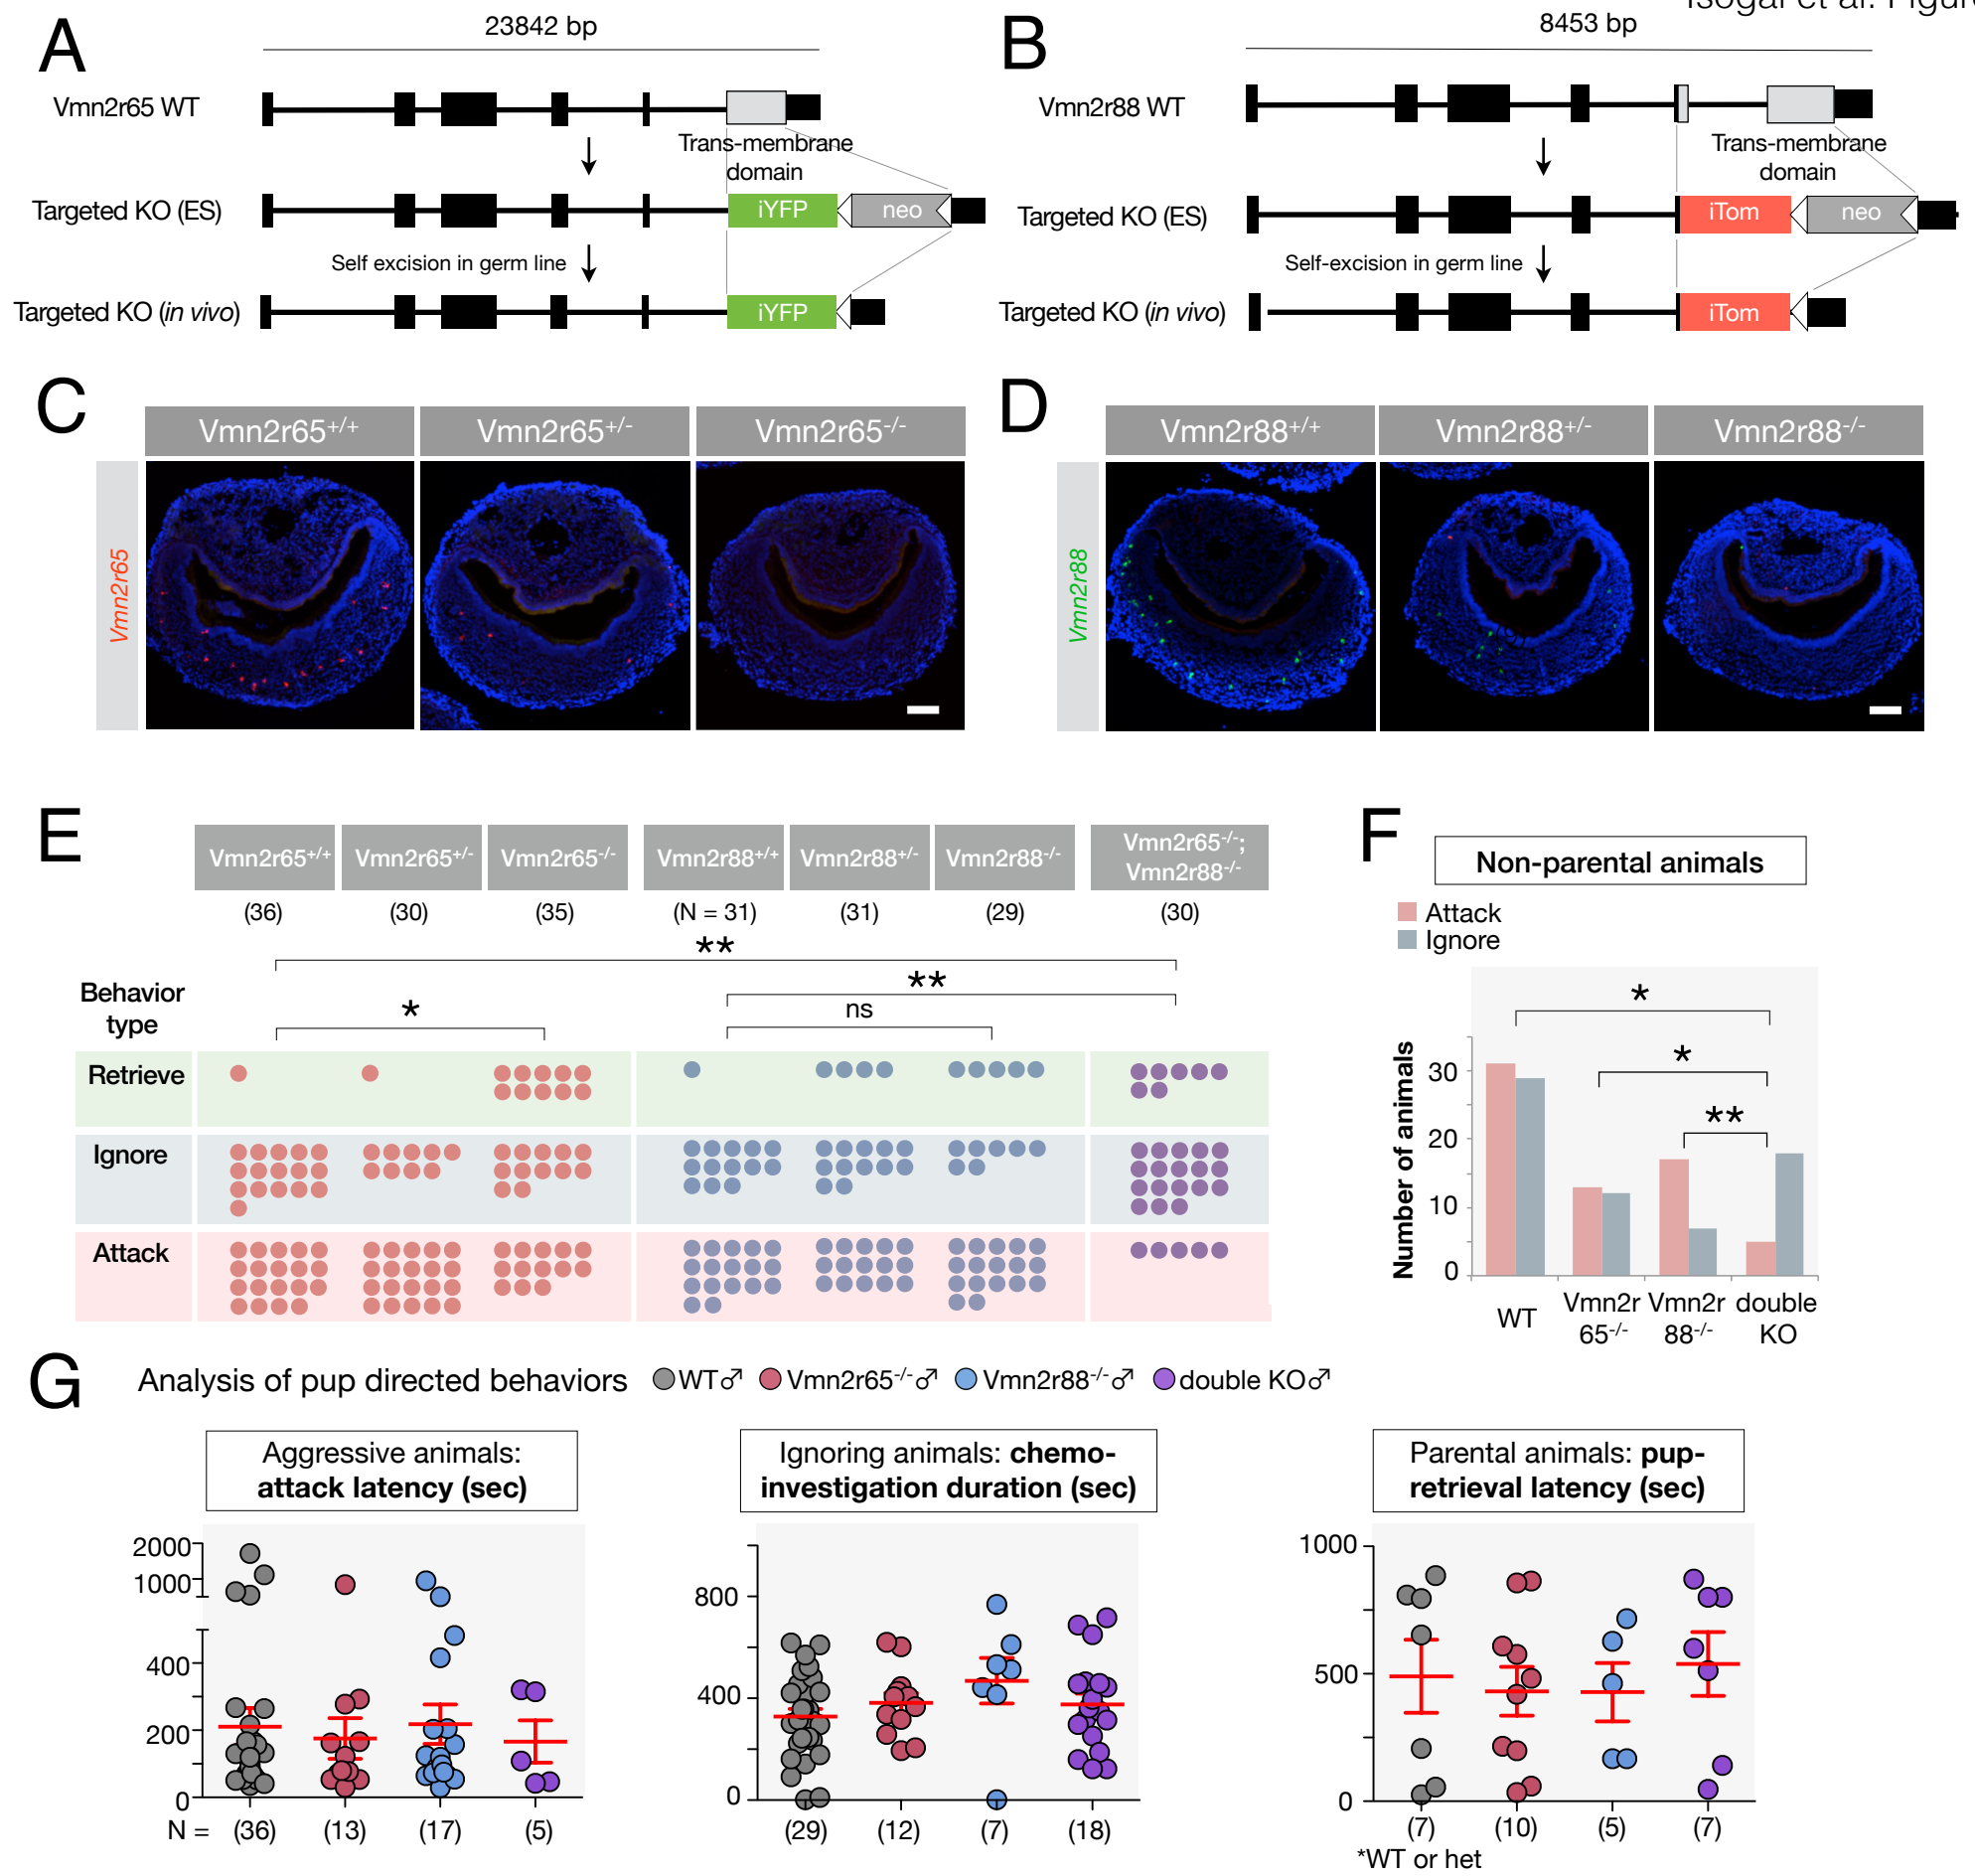 Isogal et al. Figur
A
23842 bp
Vmn2r65 WT
Trans-membrane
domain
Targeted KO (ES)
iYFP
neo
Self excision in germ line
Targeted KO (in vivo)
iYFP
B
8453 bp
Vmn2r88 WT
Trans-membrane
domain
Targeted KO (ES)
iTom
neo
Self-excision in germ line
Targeted KO (in vivo)
iTom
C
Vmn2r65+/+
Vmn2r65+/-
Vmn2r65-/-
Vmn2r65
D
Vmn2r88+/+
Vmn2r88+/-
Vmn2r88-/-
Vmn2r88
E
Vmn2r65+/+
Vmn2r65+/-
Vmn2r65-/-
Vmn2r88+/+
Vmn2r88+/-
Vmn2r88-/-
Vmn2r65-/-;
Vmn2r88-/-
(36)
(30)
(35)
(N = 31)
(31)
(29)
(30)
**
**
*
ns
Behavior
type
Retrieve
Ignore
Attack
F
Non-parental animals
Attack
Ignore
*
*
**
Number of animals
30
20
10
0
WT
Vmn2r
65-/-
Vmn2r
88-/-
double
KO
G
Analysis of pup directed behaviors
WT♂
Vmn2r65-/-♂
Vmn2r88-/-♂
double KO♂
Aggressive animals:
attack latency (sec)
2000
1000
400
200
0
N =
(36)
(13)
(17)
(5)
Ignoring animals: chemo-
investigation duration (sec)
800
400
0
(29)
(12)
(7)
(18)
Parental animals: pup-
retrieval latency (sec)
1000
500
0
(7)
(10)
(5)
(7)
*WT or het